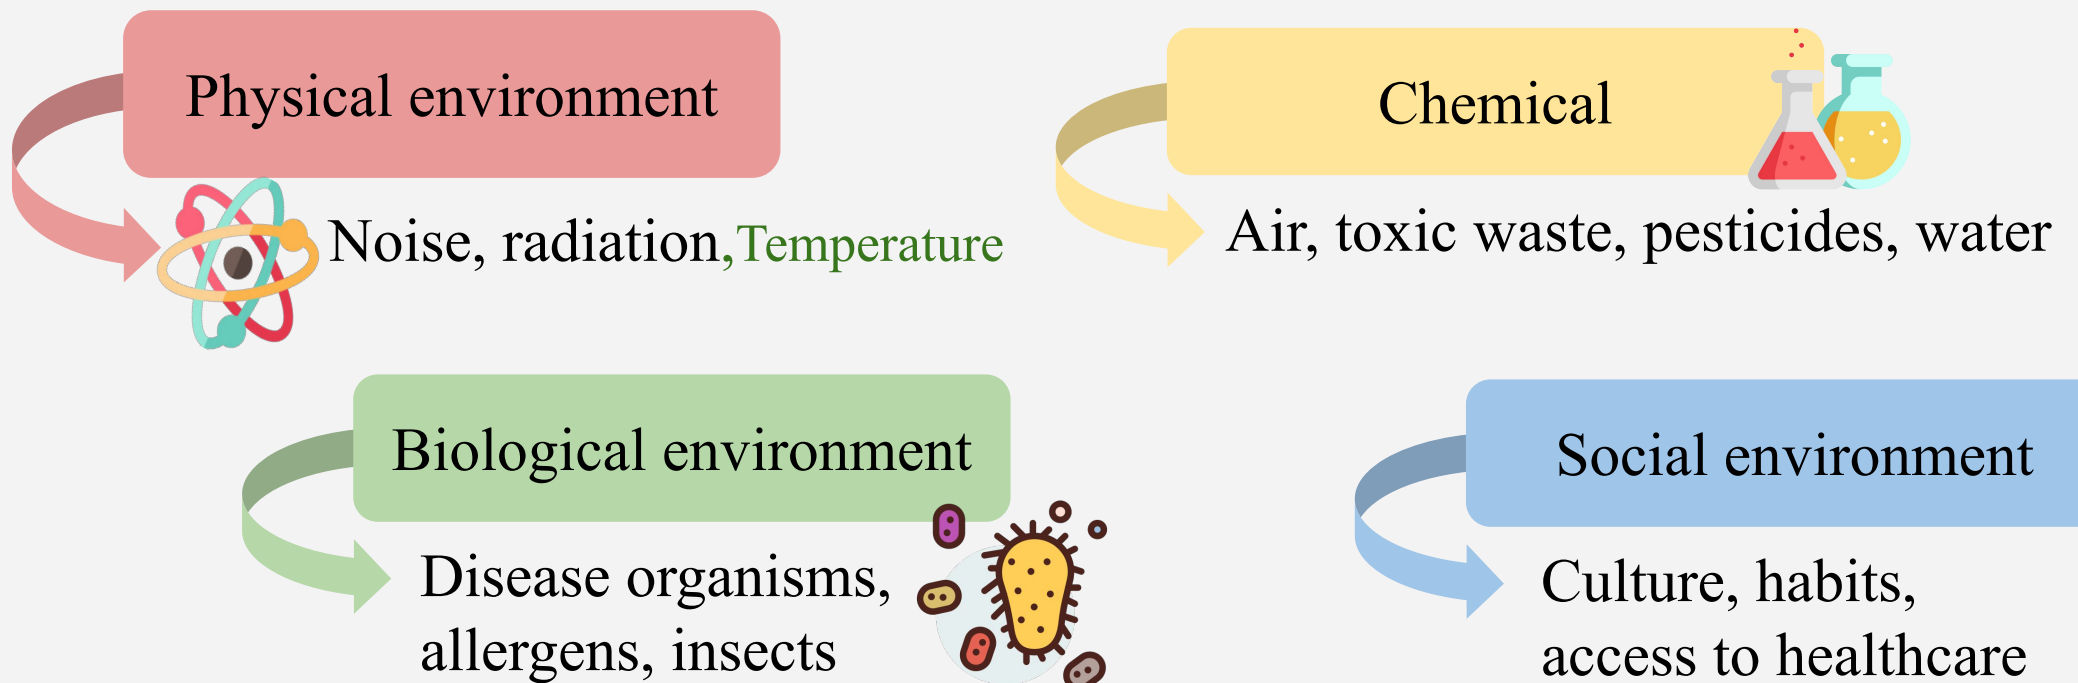 Physical environment
Noise, radiation,Temperature
Chemical
Air, toxic waste, pesticides, water
Biological environment
Disease organisms,
allergens, insects
Social environment
Culture, habits,
access to healthcare